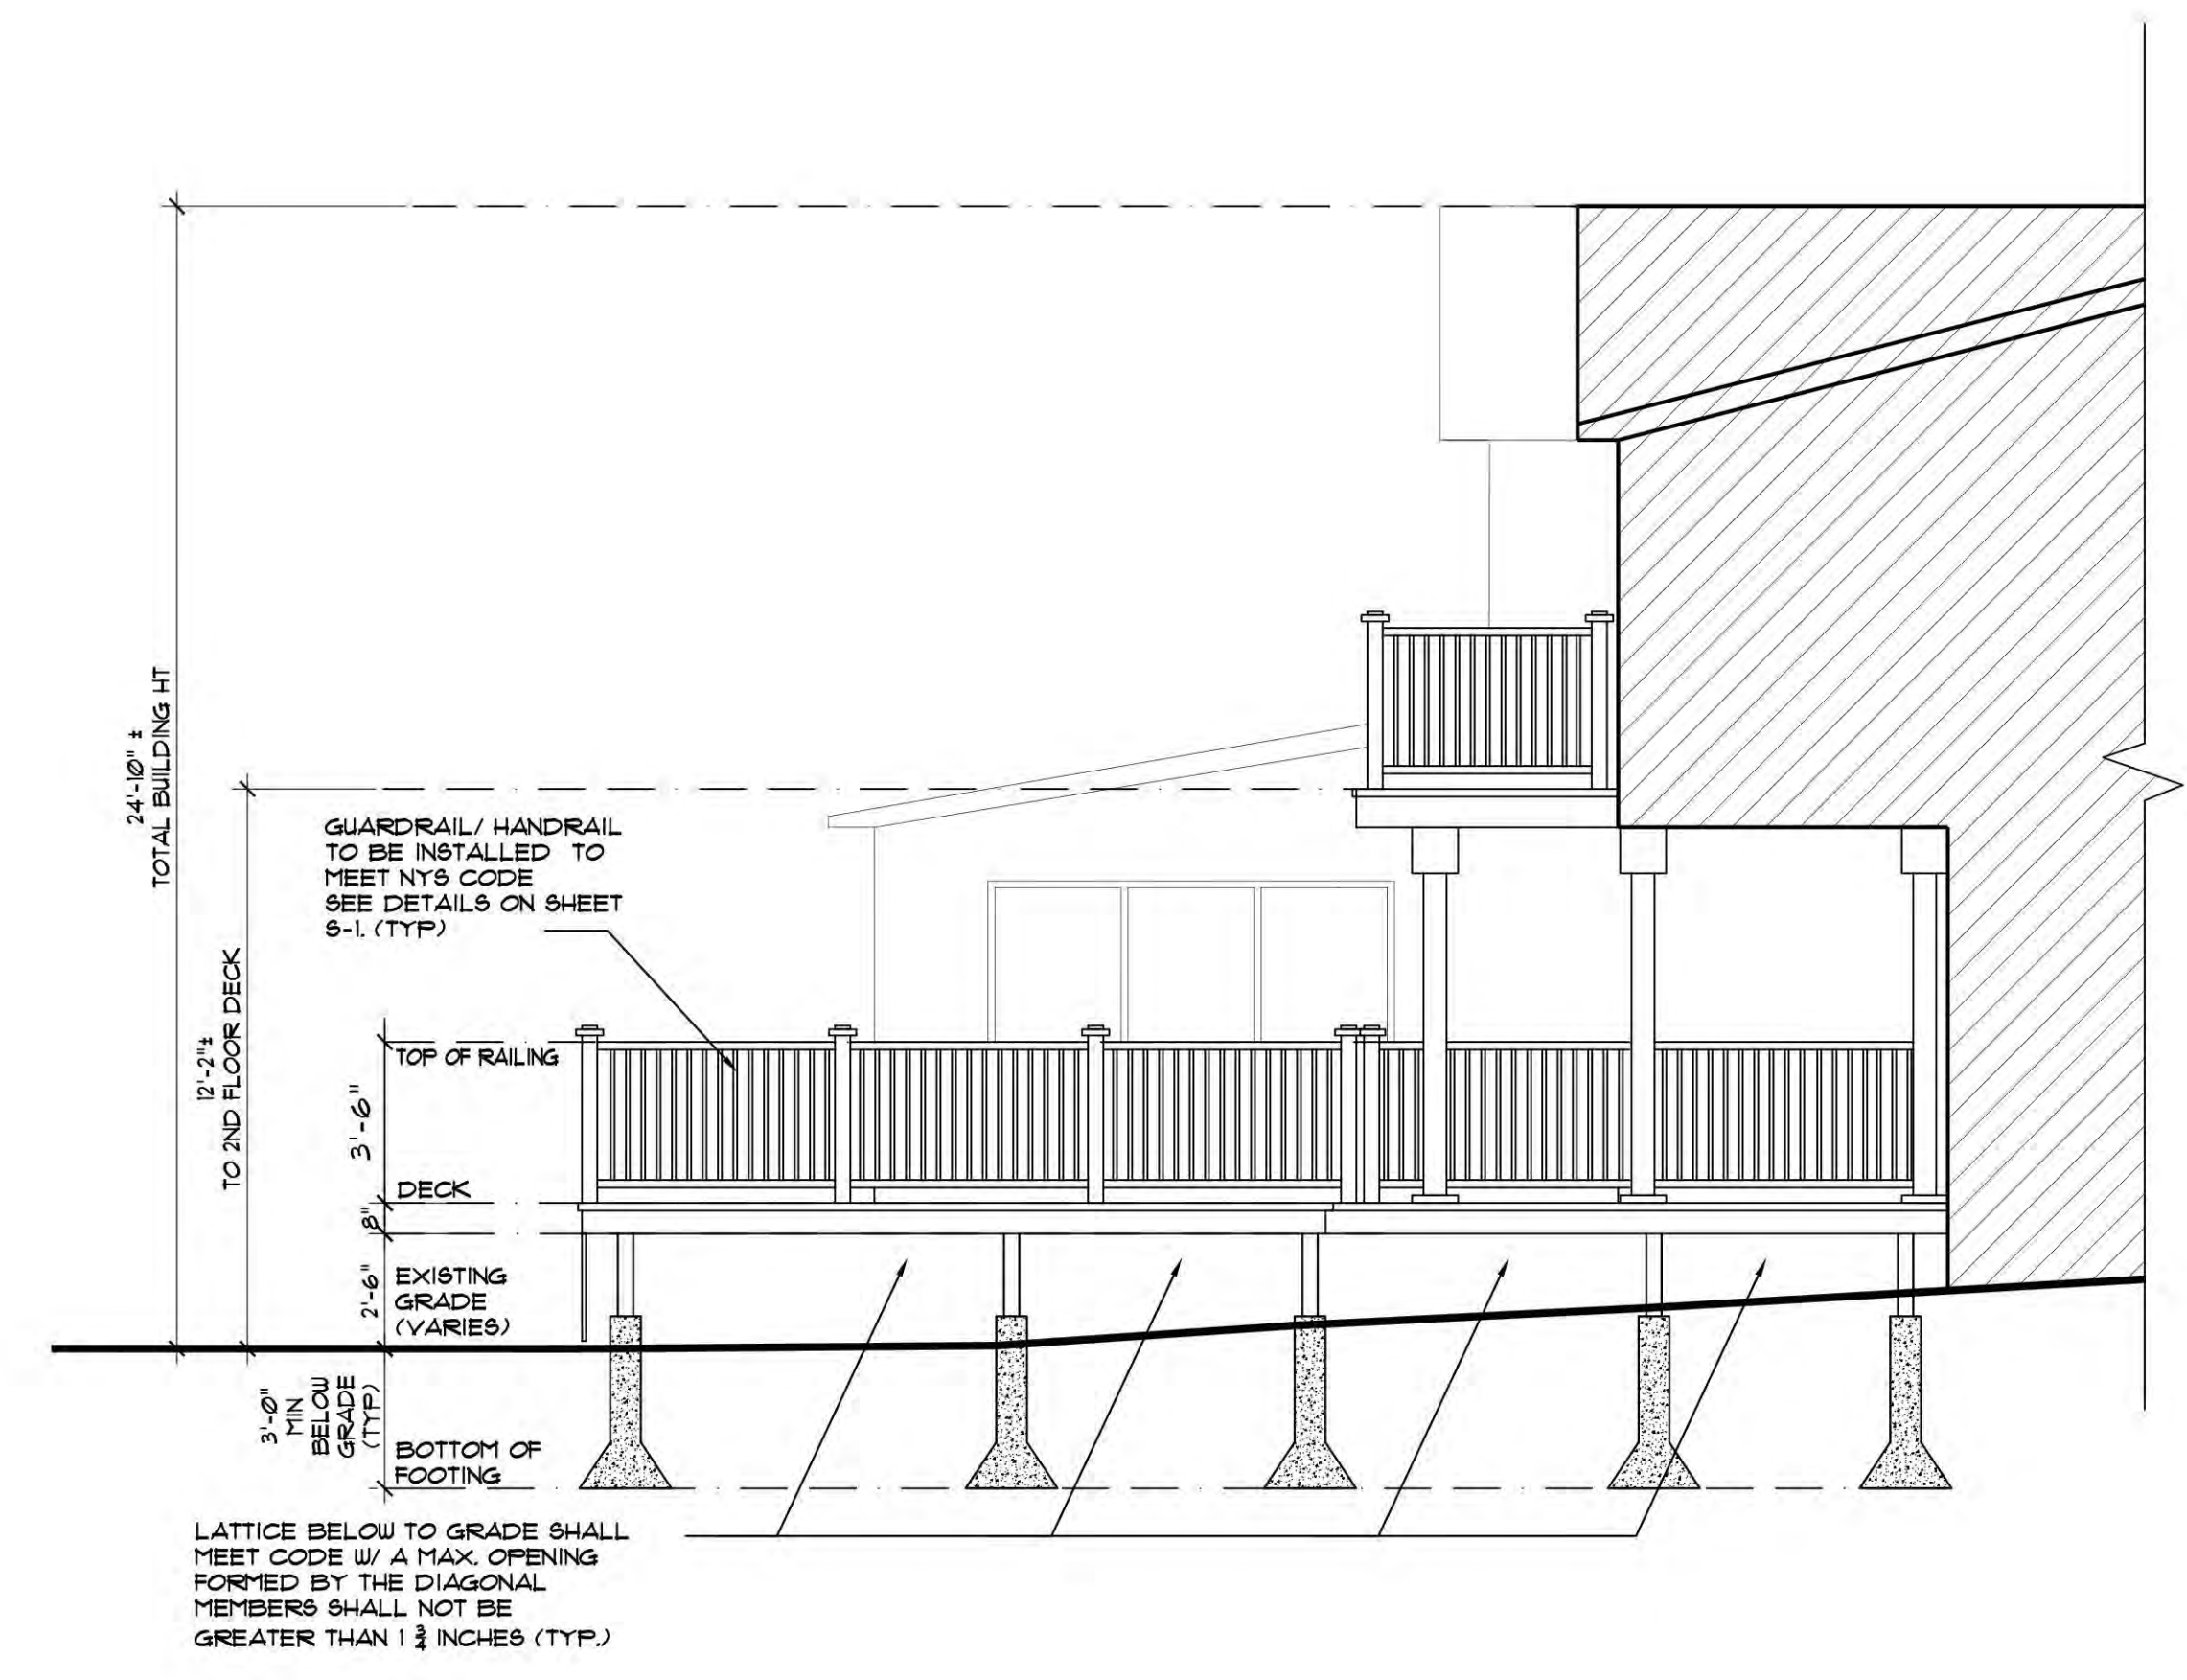 24'-10" ±
TOTAL BUILDING HT
12'-2"±
TO 2ND FLOOR DECK
GUARDRAIL/ HANDRAIL
TO BE INSTALLED TO
MEET NYS CODE
SEE DETAILS ON SHEET
S-1. (TYP)
TOP OF RAILING
3'-6"
DECK
8"
2'-6"
EXISTING
GRADE
(VARIES)
3'-0"
MIN
BELOW
GRADE
(TYP)
BOTTOM OF
FOOTING
LATTICE BELOW TO GRADE SHALL
MEET CODE W/ A MAX. OPENING
FORMED BY THE DIAGONAL
MEMBERS SHALL NOT BE
GREATER THAN 1 3/4 INCHES (TYP.)